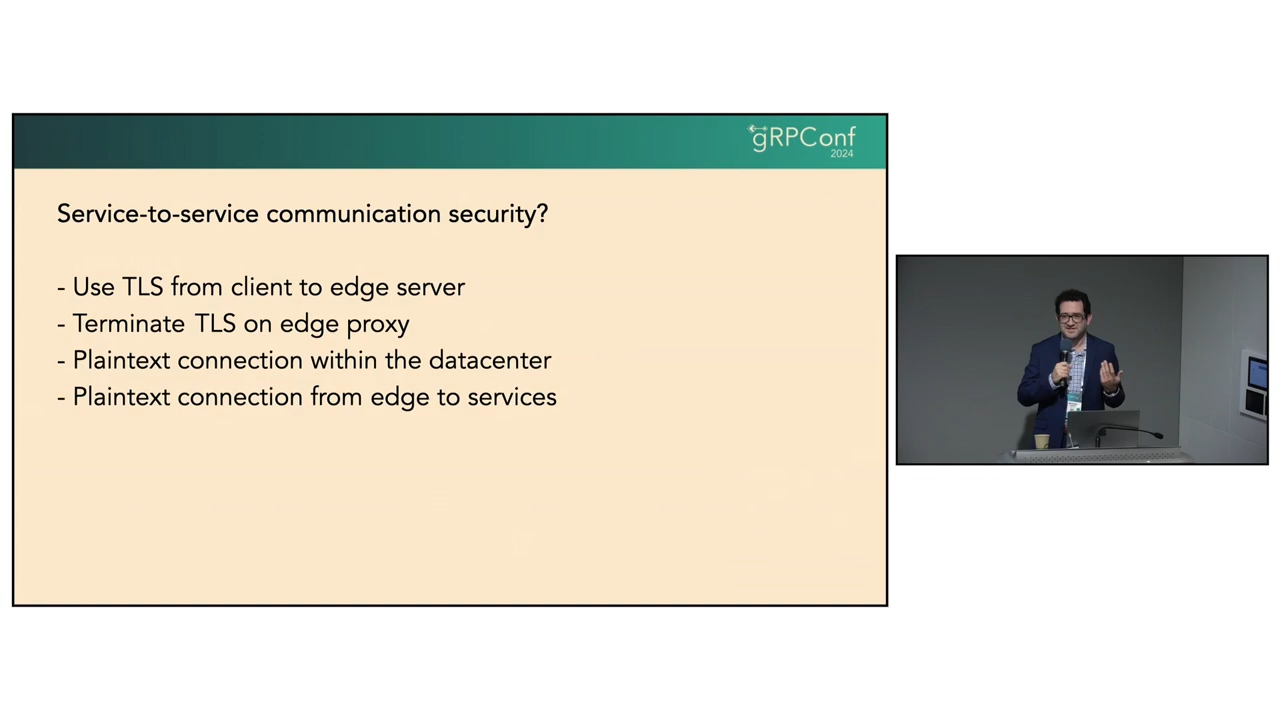 gRPConf
2024
Service-to-service communication security?
- Use TLS from client to edge server
- Terminate TLS on edge proxy
- Plaintext connection within the datacenter
- Plaintext connection from edge to services